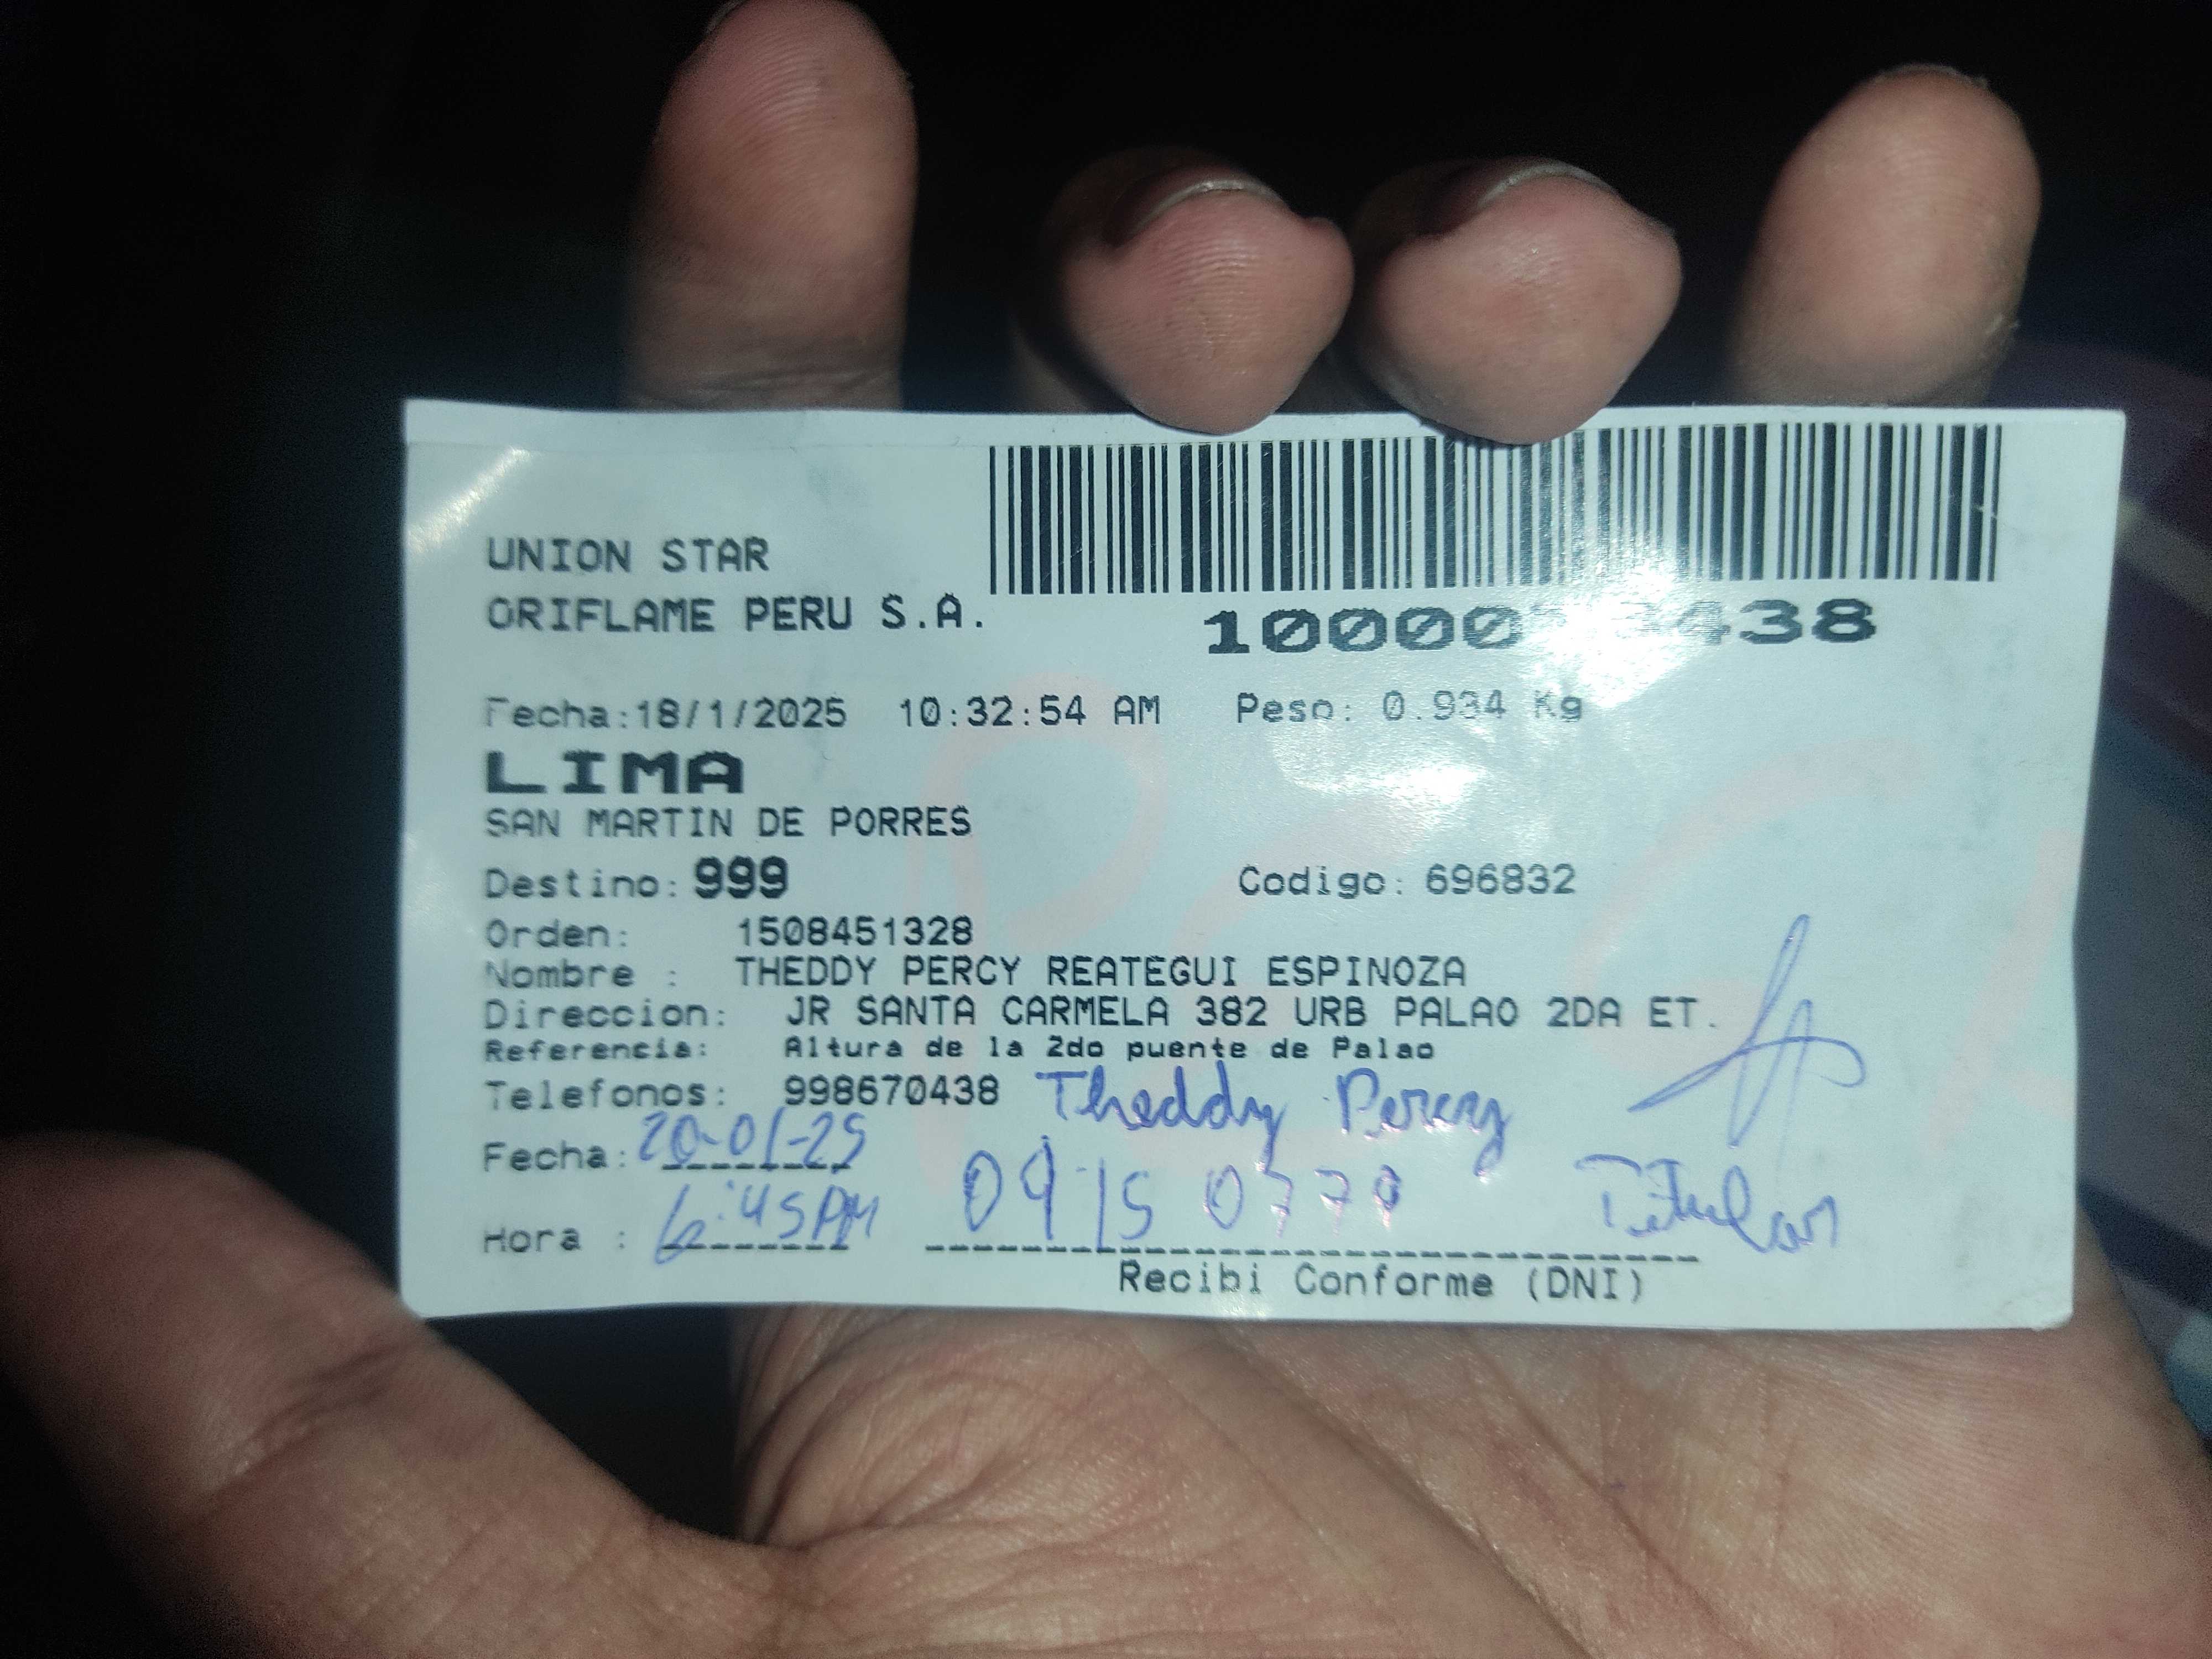 UNION STAR
ORIFLAME PERU S.A.
Fecha:18/1/2025 10:32:54 AM Peso: 0.934 Kg
LIMA
SAN MARTIN DE PORRES
Destino: 999 Codigo: 696832
Orden: 1508451328
Nombre : THEDDY PERCY REATEGUI ESPINOZA
Direccion: JR SANTA CARMELA 382 URB PALAO 2DA ET.
Referencia: Altura de la 2do puente de Palao
Telefonos: 998670438 Theddy Percy
Fecha: 20-01-25
Hora : 6:45PM Titular
Recibi Conforme (DNI)